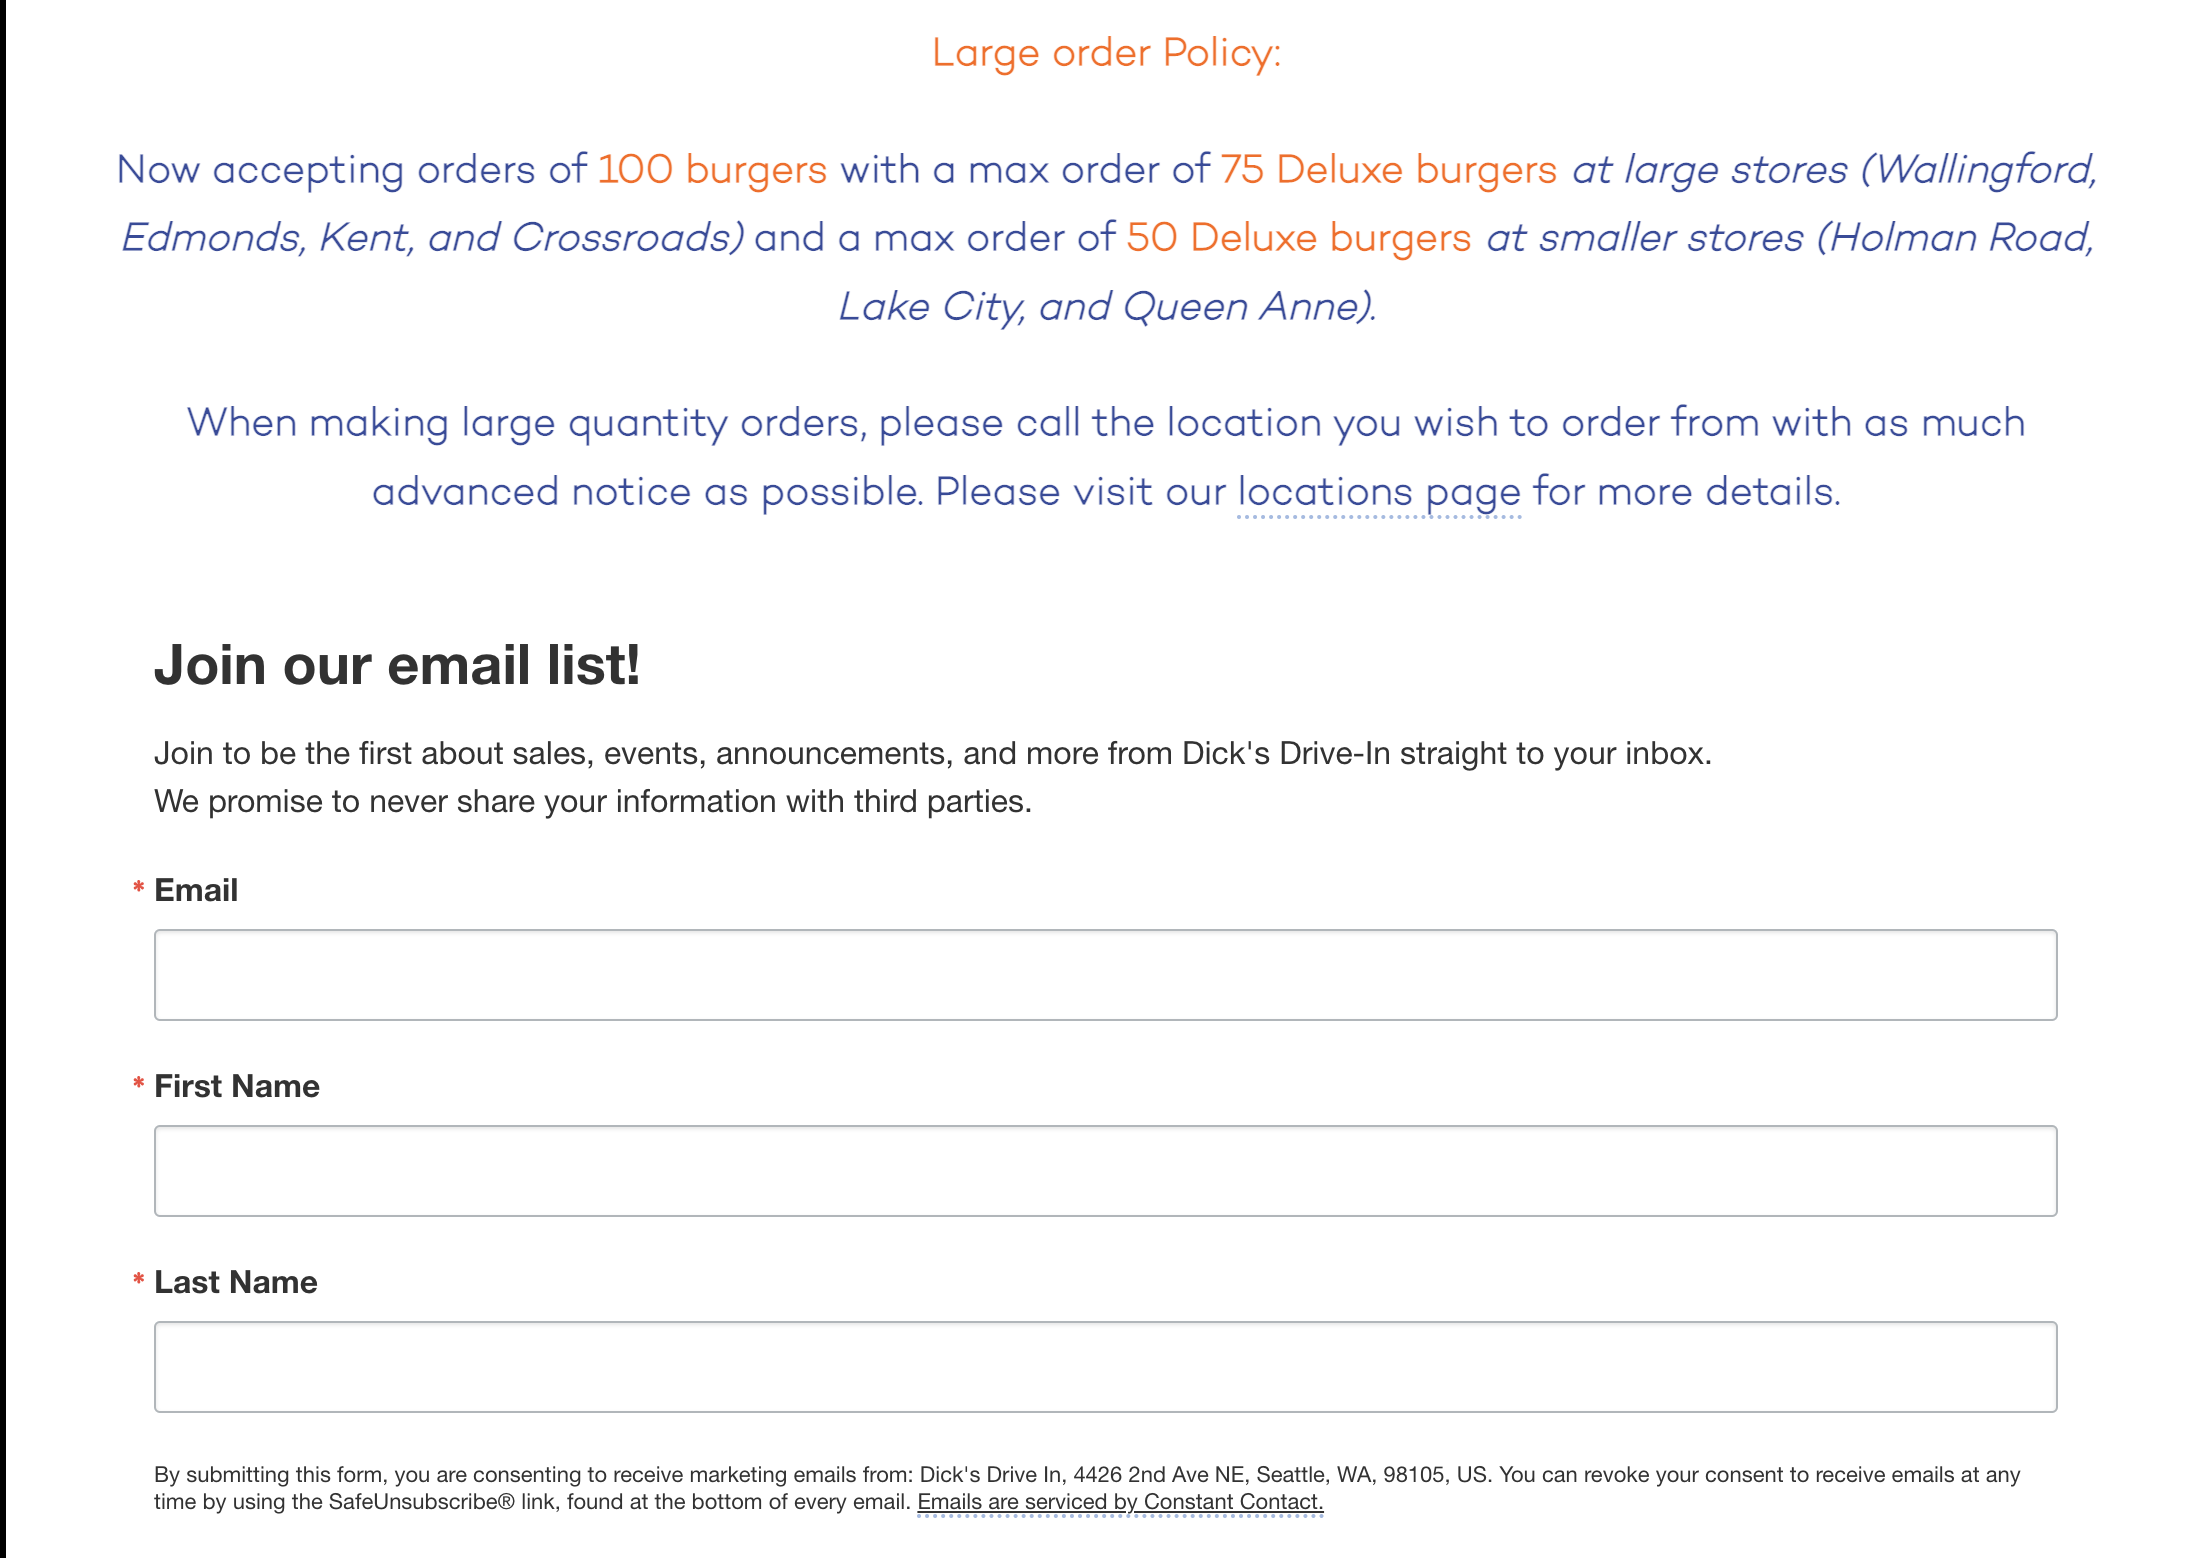 Large order Policy:
Now accepting orders of 100 burgers with a max order of 75 Deluxe burgers at large stores (Wallingford,
Edmonds, Kent, and Crossroads) and a max order of 50 Deluxe burgers at smaller stores (Holman Road,
Lake City, and Queen Anne).
When making large quantity orders, please call the location you wish to order from with as much
advanced notice as possible. Please visit our locations page for more details.
Join our email list!
Join to be the first about sales, events, announcements, and more from Dick's Drive-In straight to your inbox.
We promise to never share your information with third parties.
* Email
* First Name
* Last Name
By submitting this form, you are consenting to receive marketing emails from: Dick's Drive In, 4426 2nd Ave NE, Seattle, WA, 98105, US. You can revoke your consent to receive emails at any
time by using the SafeUnsubscribe® link, found at the bottom of every email. Emails are serviced by Constant Contact.